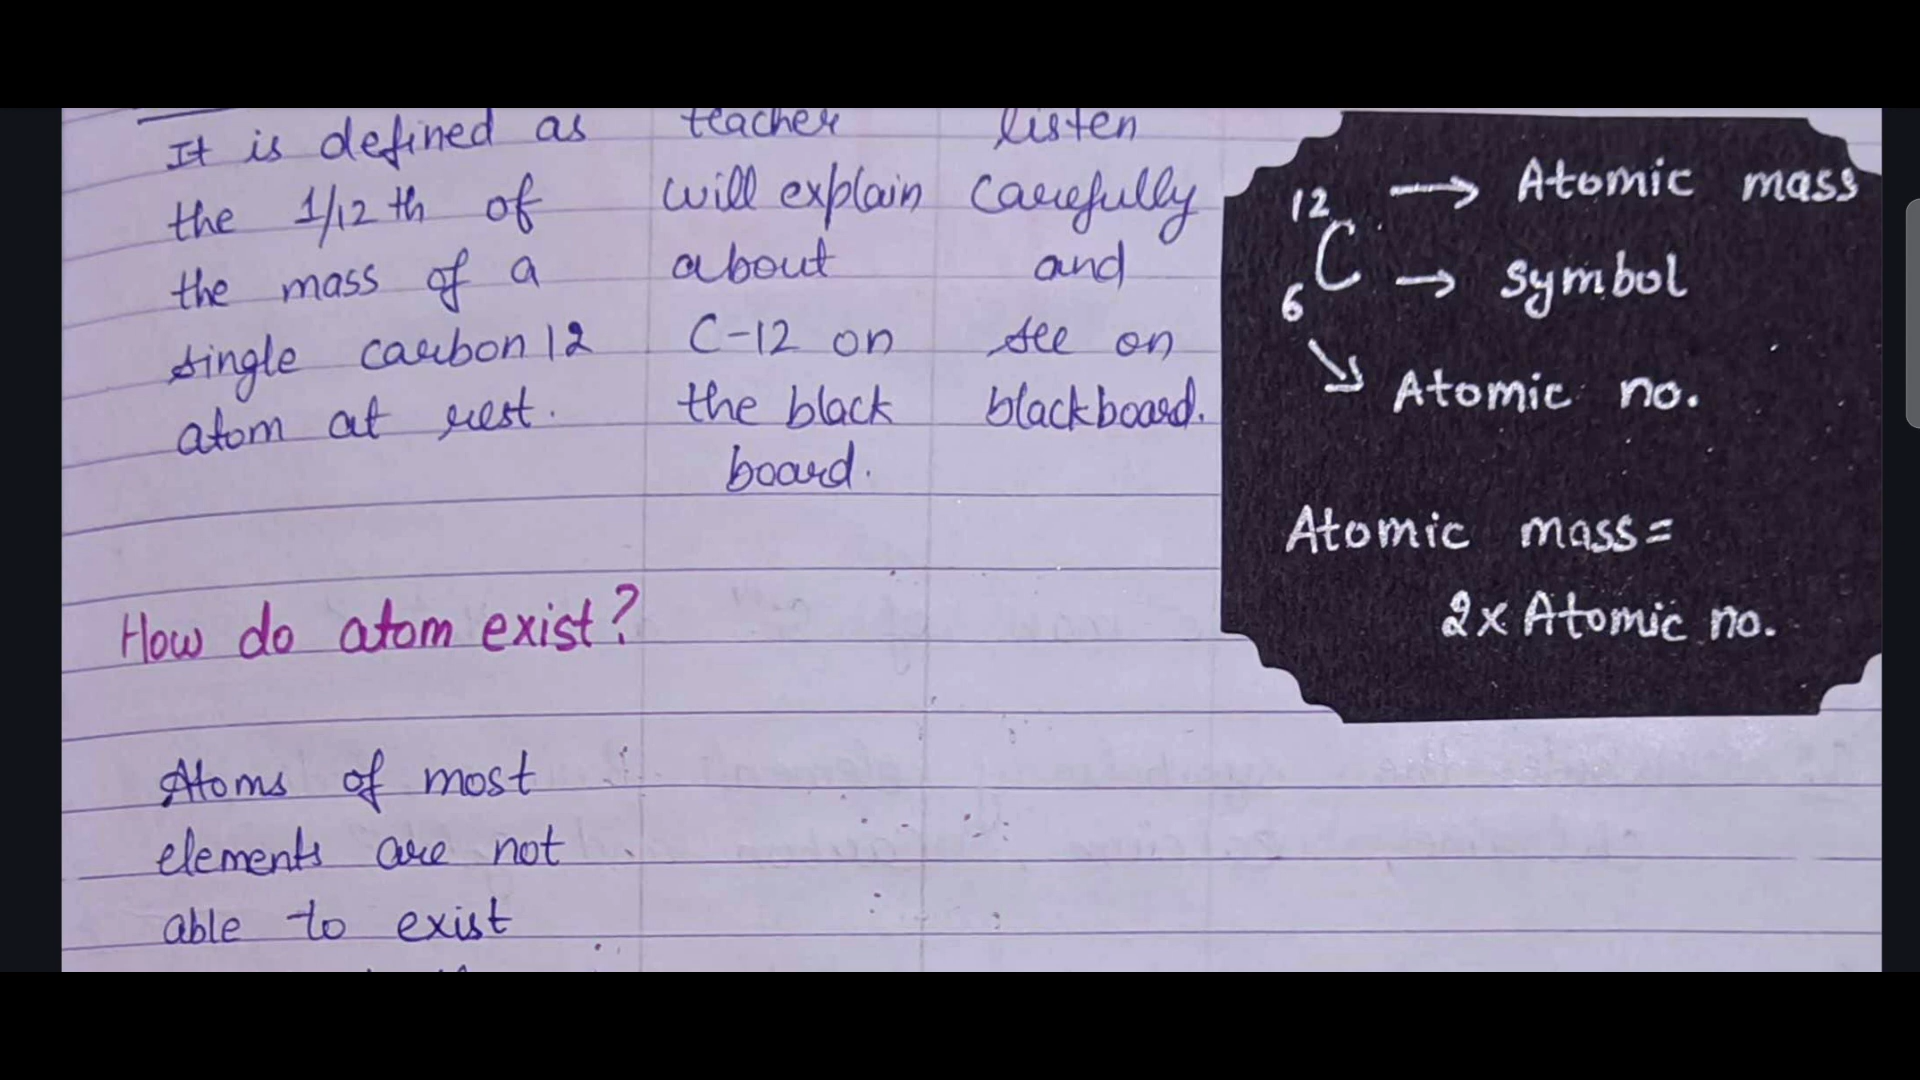 It is defined as
the 1/12 th of
the mass of a
single carbon 12
atom at rest.
teacher
will explain
about
C-12 on
the black
board.
listen
carefully
and
see on
blackboard.
12 → Atomic mass
C → symbol
6
↘ Atomic no.
Atomic mass =
2x Atomic no.
How do atom exist?
Atoms of most
elements are not
able to exist